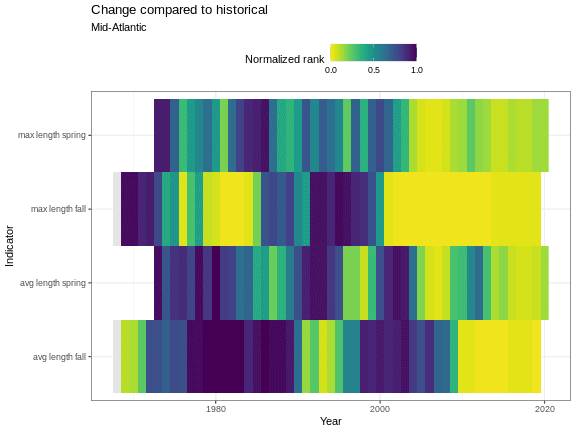 Change compared to historical
Mid-Atlantic
Normalized rank
0.0 0.5 1.0
max length spring
max length fall
avg length spring
avg length fall
Indicator
1980 2000 2020
Year